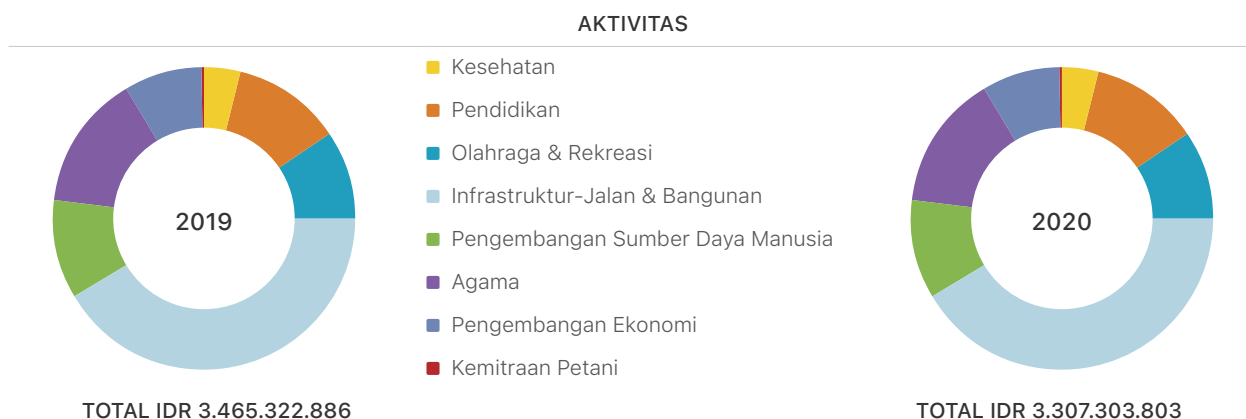 AKTIVITAS
2019
TOTAL IDR 3.465.322.886
Kesehatan
Pendidikan
Olahraga & Rekreasi
Infrastruktur-Jalan & Bangunan
Pengembangan Sumber Daya Manusia
Agama
Pengembangan Ekonomi
Kemitraan Petani
2020
TOTAL IDR 3.307.303.803